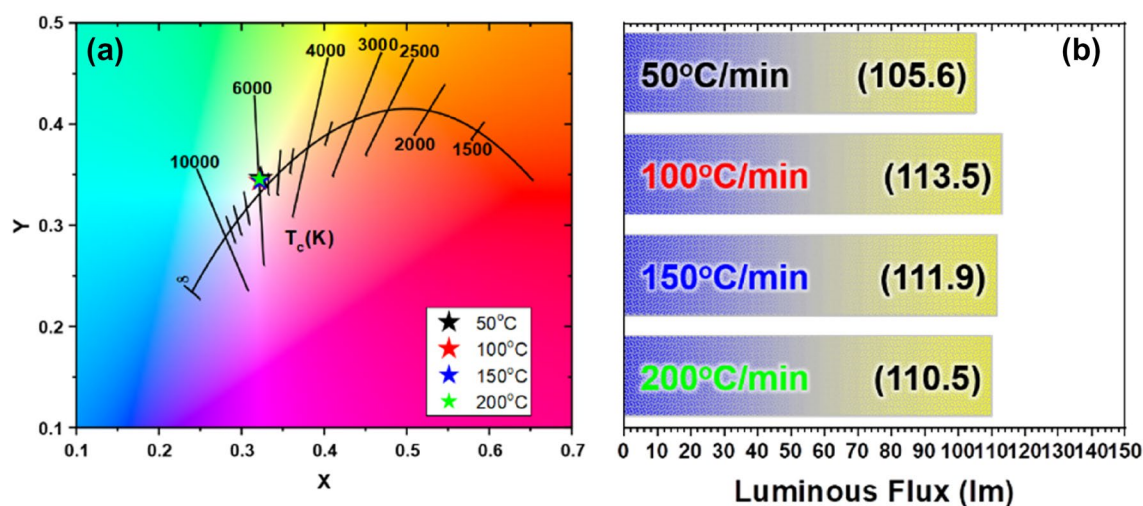 (a)
0.5
0.4
0.3
0.2
0.1
Y
0.1
0.2
0.3
0.4
0.5
0.6
0.7
X
10000
6000
4000
3000
2500
2000
1500
∞
Tc(K)
50°C
100°C
150°C
200°C
(b)
50°C/min (105.6)
100°C/min (113.5)
150°C/min (111.9)
200°C/min (110.5)
0 10 20 30 40 50 60 70 80 90 100 110 120 130 140 150
Luminous Flux (lm)